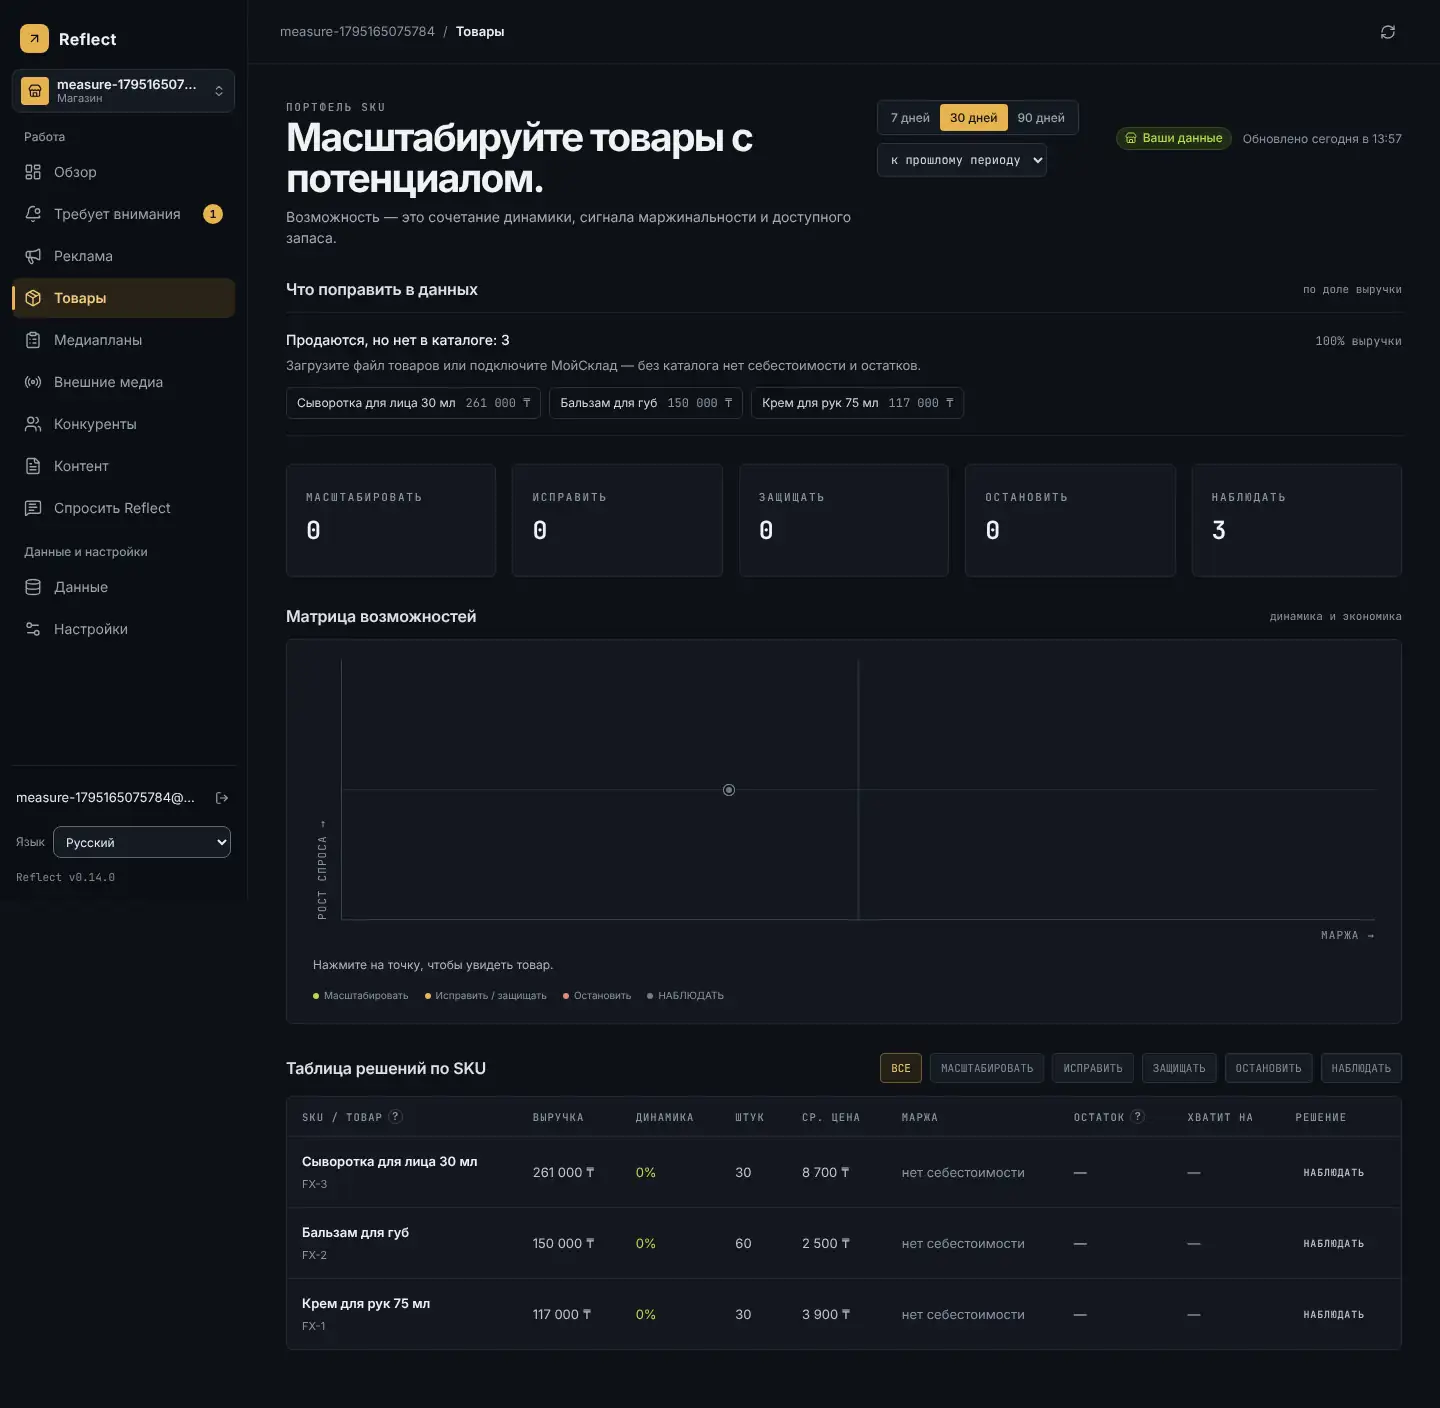 Reflect
measure-179516507...
Магазин
Работа
Обзор
Требует внимания 1
Реклама
Товары
Медиапланы
Внешние медиа
Конкуренты
Контент
Спросить Reflect
Данные и настройки
Данные
Настройки
measure-1795165075784@...
Язык Русский
Reflect v0.14.0
measure-1795165075784 / Товары
ПОРТФЕЛЬ SKU
Масштабируйте товары с
потенциалом.
Возможность — это сочетание динамики, сигнала маржинальности и доступного
запаса.
7 дней 30 дней 90 дней
к прошлому периоду
Ваши данные Обновлено сегодня в 13:57
Что поправить в данных по доле выручки
Продаются, но нет в каталоге: 3 100% выручки
Загрузите файл товаров или подключите МойСклад — без каталога нет себестоимости и остатков.
Сыворотка для лица 30 мл 261 000 ₸ Бальзам для губ 150 000 ₸ Крем для рук 75 мл 117 000 ₸
МАСШТАБИРОВАТЬ ИСПРАВИТЬ ЗАЩИЩАТЬ ОСТАНОВИТЬ НАБЛЮДАТЬ
0 0 0 0 3
Матрица возможностей динамика и экономика
РОСТ СПРОСА →
МАРЖА →
Нажмите на точку, чтобы увидеть товар.
Масштабировать Исправить / защищать Остановить НАБЛЮДАТЬ
Таблица решений по SKU ВСЕ МАСШТАБИРОВАТЬ ИСПРАВИТЬ ЗАЩИЩАТЬ ОСТАНОВИТЬ НАБЛЮДАТЬ
SKU / ТОВАР ? ВЫРУЧКА ДИНАМИКА ШТУК СР. ЦЕНА МАРЖА ОСТАТОК ? ХВАТИТ НА РЕШЕНИЕ
Сыворотка для лица 30 мл
FX-3
261 000 ₸ 0% 30 8 700 ₸ нет себестоимости — — НАБЛЮДАТЬ
Бальзам для губ
FX-2
150 000 ₸ 0% 60 2 500 ₸ нет себестоимости — — НАБЛЮДАТЬ
Крем для рук 75 мл
FX-1
117 000 ₸ 0% 30 3 900 ₸ нет себестоимости — — НАБЛЮДАТЬ